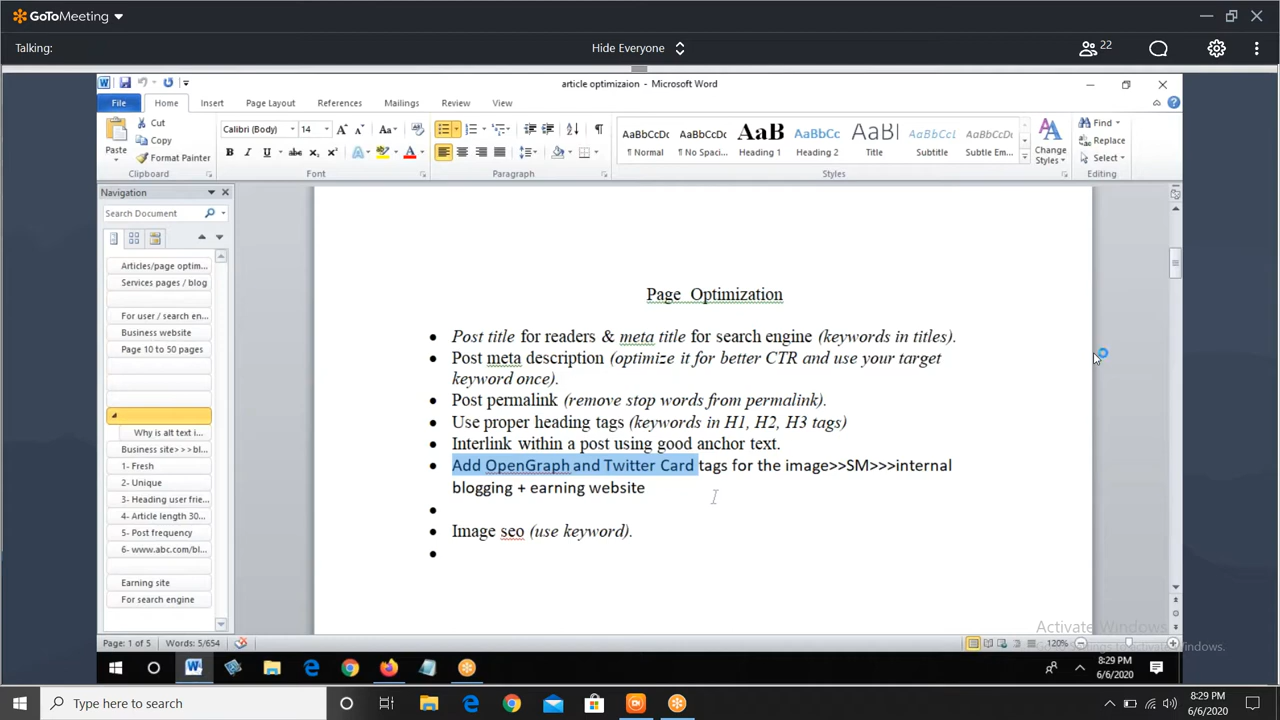 GoToMeeting
Talking:
Hide Everyone
22
article optimizaion - Microsoft Word
File Home Insert Page Layout References Mailings Review View
Paste
Cut
Copy
Format Painter
Clipboard
Calibri (Body) 14
Font
Paragraph
AaBbCcDc AaBbCcDc AaB AaBbCc AaB AaBbCc. AaBbCcDc
¶ Normal ¶ No Spaci... Heading 1 Heading 2 Title Subtitle Subtle Em...
Styles
Change
Styles
Find
Replace
Select
Editing
Navigation
Search Document
Articles/page optim...
Services pages / blog
For user / search en...
Business website
Page 10 to 50 pages
Why is alt text i...
Business site>>>bl...
1- Fresh
2- Unique
3- Heading user frie...
4- Article length 30...
5- Post frequency
6- www.abc.com/bl...
Earning site
For search engine
Page Optimization
• Post title for readers & meta title for search engine (keywords in titles).
• Post meta description (optimize it for better CTR and use your target
keyword once).
• Post permalink (remove stop words from permalink).
• Use proper heading tags (keywords in H1, H2, H3 tags)
• Interlink within a post using good anchor text.
• Add OpenGraph and Twitter Card tags for the image>>SM>>>internal
blogging + earning website
•
• Image seo (use keyword).
•
Activate Windows
Page: 1 of 5 Words: 5/654
120%
8:29 PM
6/6/2020
Type here to search
8:29 PM
6/6/2020